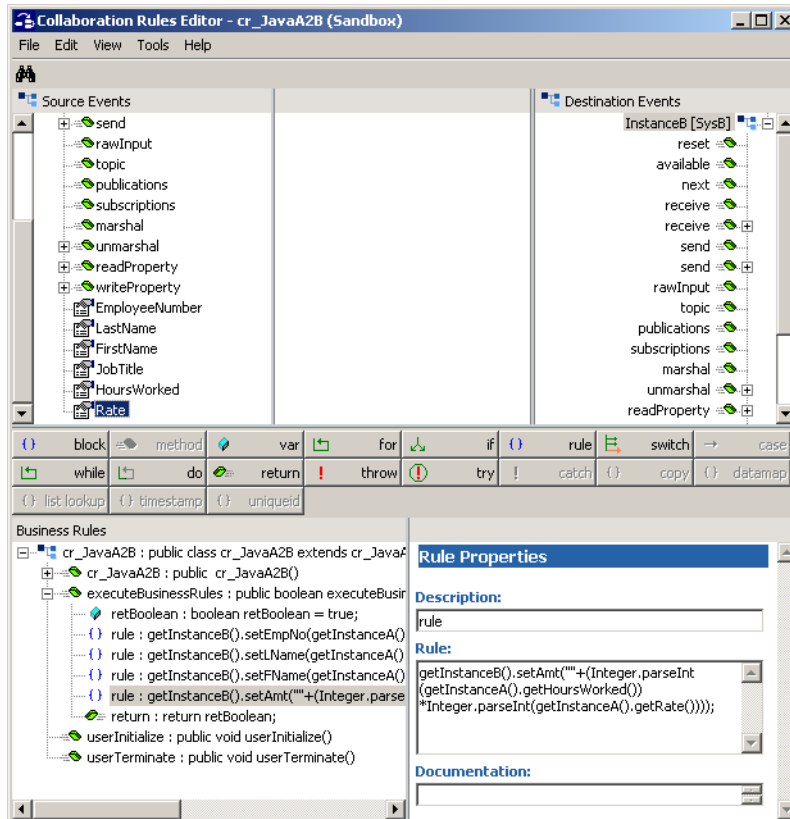 Collaboration Rules Editor - cr_JavaA2B (Sandbox)
File Edit View Tools Help
Source Events
send
rawInput
topic
publications
subscriptions
marshal
unmarshal
readProperty
writeProperty
EmployeeNumber
LastName
FirstName
JobTitle
HoursWorked
Rate
Destination Events
InstanceB [SysB]
reset
available
next
receive
receive
send
send
rawInput
topic
publications
subscriptions
marshal
unmarshal
readProperty
block method var for if rule switch case
while do return throw try catch copy datamap
list lookup timestamp uniqueid
Business Rules
cr_JavaA2B : public class cr_JavaA2B extends cr_JavaA
cr_JavaA2B : public cr_JavaA2B()
executeBusinessRules : public boolean executeBusir
retBoolean : boolean retBoolean = true;
rule : getInstanceB().setEmpNo(getInstanceA()
rule : getInstanceB().setLName(getInstanceA()
rule : getInstanceB().setFName(getInstanceA()
rule : getInstanceB().setAmt(""+(Integer.parse
return : return retBoolean;
userInitialize : public void userInitialize()
userTerminate : public void userTerminate()
Rule Properties
Description:
rule
Rule:
getInstanceB().setAmt(""+(Integer.parseInt
(getInstanceA().getHoursWorked())
*Integer.parseInt(getInstanceA().getRate())));
Documentation: